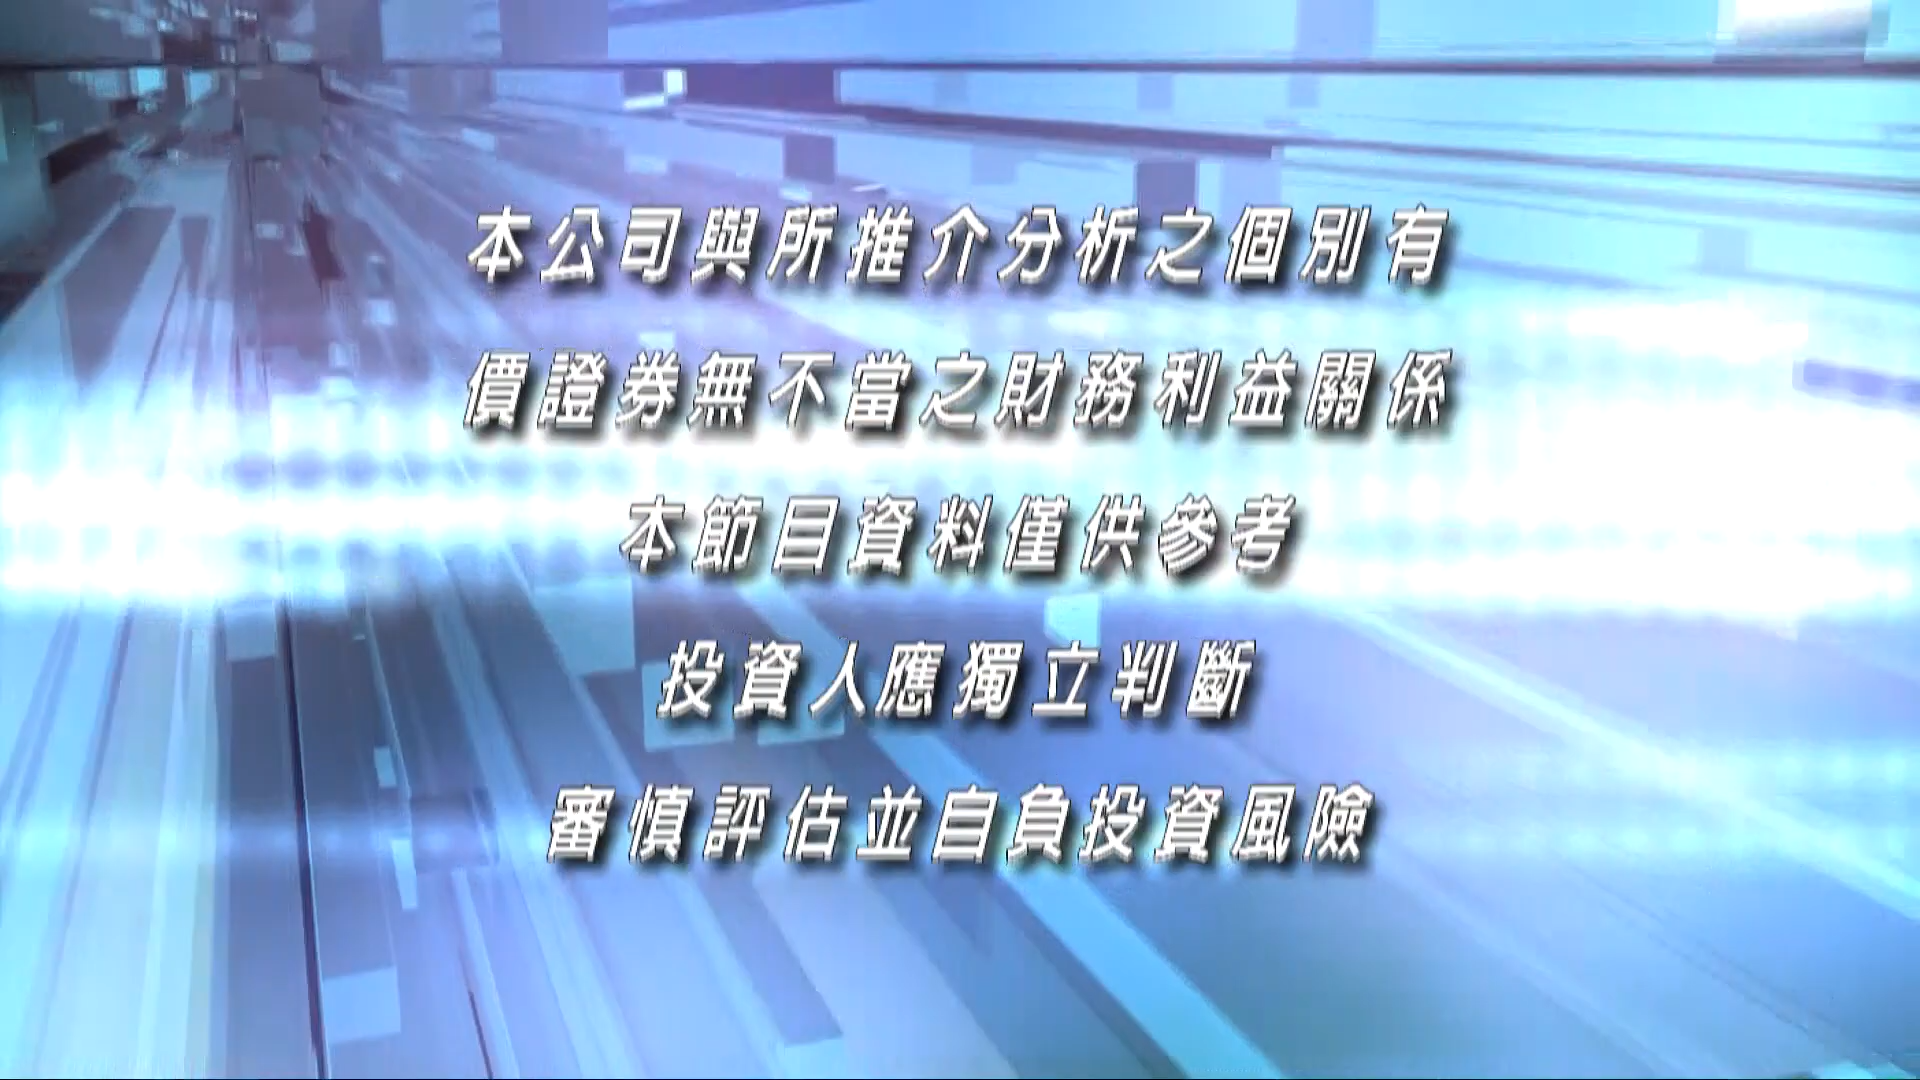 本公司與所推介分析之個別有
價證券無不當之財務利益關係
本節目資料僅供參考
投資人應獨立判斷
審慎評估並自負投資風險